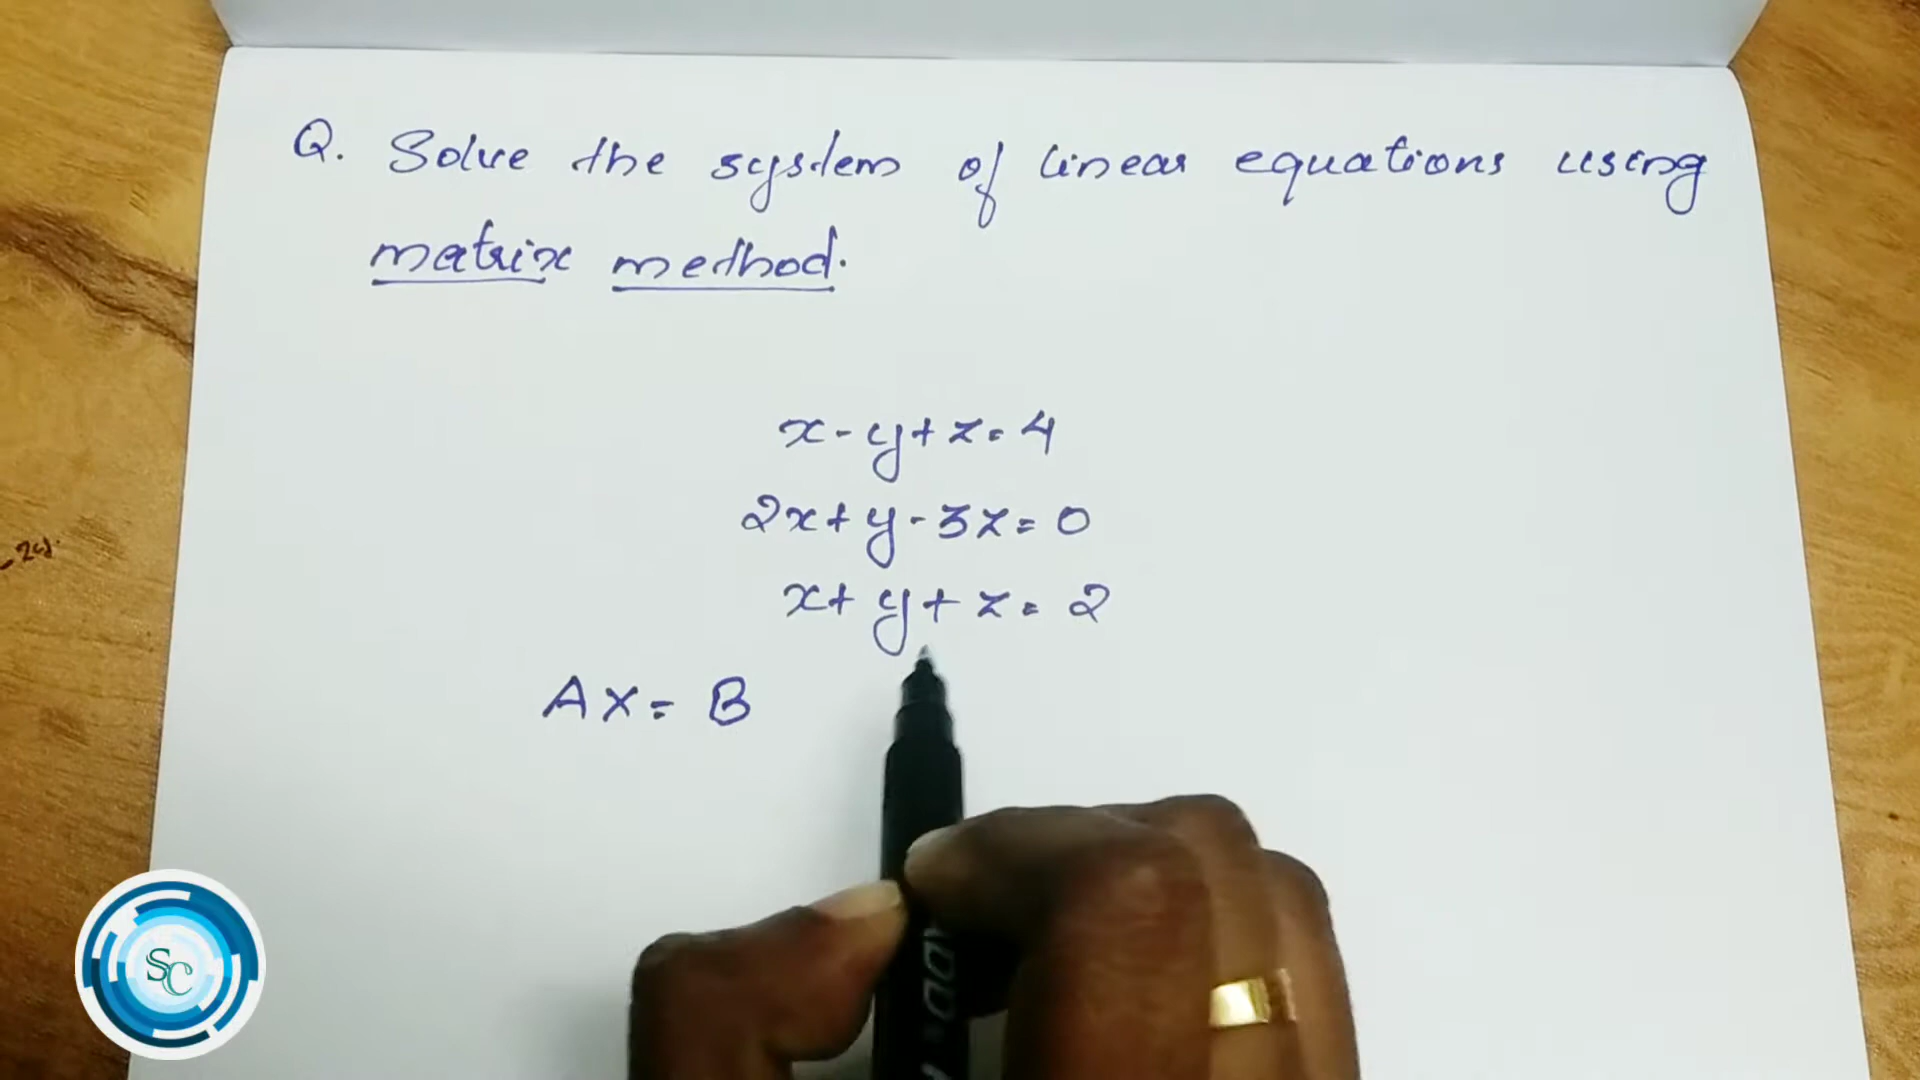 Q. Solve the system of linear equations using
matrix method.
x-y+z=4
2x+y-3z=0
x+y+z=2
AX=B
SC